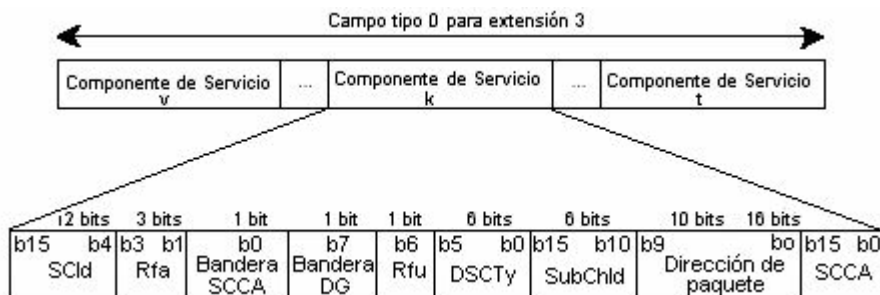 Campo tipo 0 para extensión 3
Componente de Servicio v ... Componente de Servicio k ... Componente de Servicio t
12 bits 3 bits 1 bit 1 bit 1 bit 6 bits 6 bits 10 bits 16 bits
b15 b4 b3 b1 b0 b7 b6 b5 b0 b15 b10 b9 bo b15 b0
SCId Rfa Bandera SCCA Bandera DG Rfu DSCTy SubChId Dirección de paquete SCCA